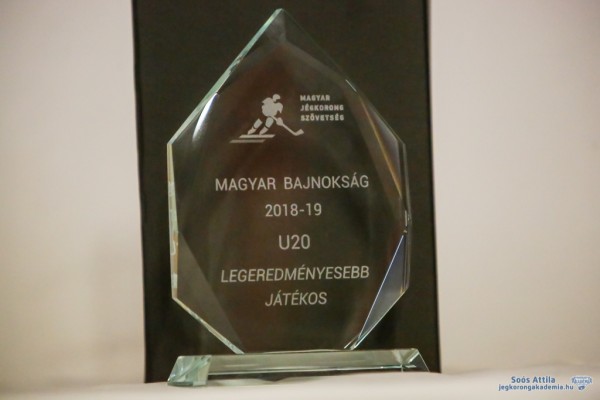 MAGYAR
JÉGKORONG
SZÖVETSÉG
MAGYAR BAJNOKSÁG
2018-19
U20
LEGEREDMÉNYESEBB
JÁTÉKOS
Soós Attila
jegkorongakademia.hu